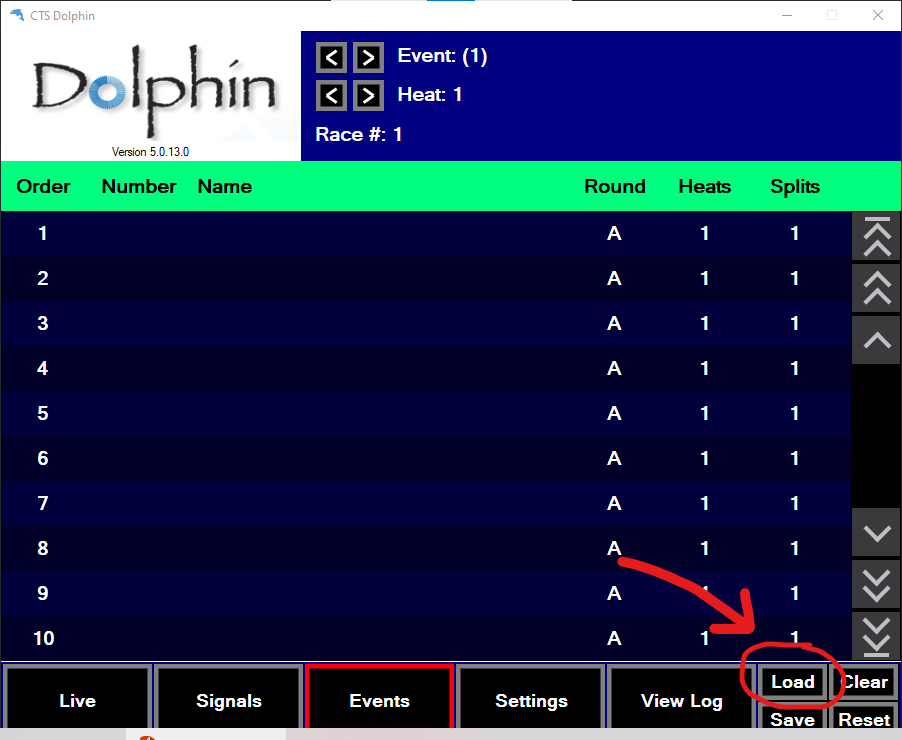 CTS Dolphin
Dolphin
Version 5.0.13.0
< > Event: (1)
< > Heat: 1
Race #: 1
Order Number Name Round Heats Splits
1 A 1 1
2 A 1 1
3 A 1 1
4 A 1 1
5 A 1 1
6 A 1 1
7 A 1 1
8 A 1 1
9 A 1 1
10 A 1 1
Live Signals Events Settings View Log Load Clear
Save Reset